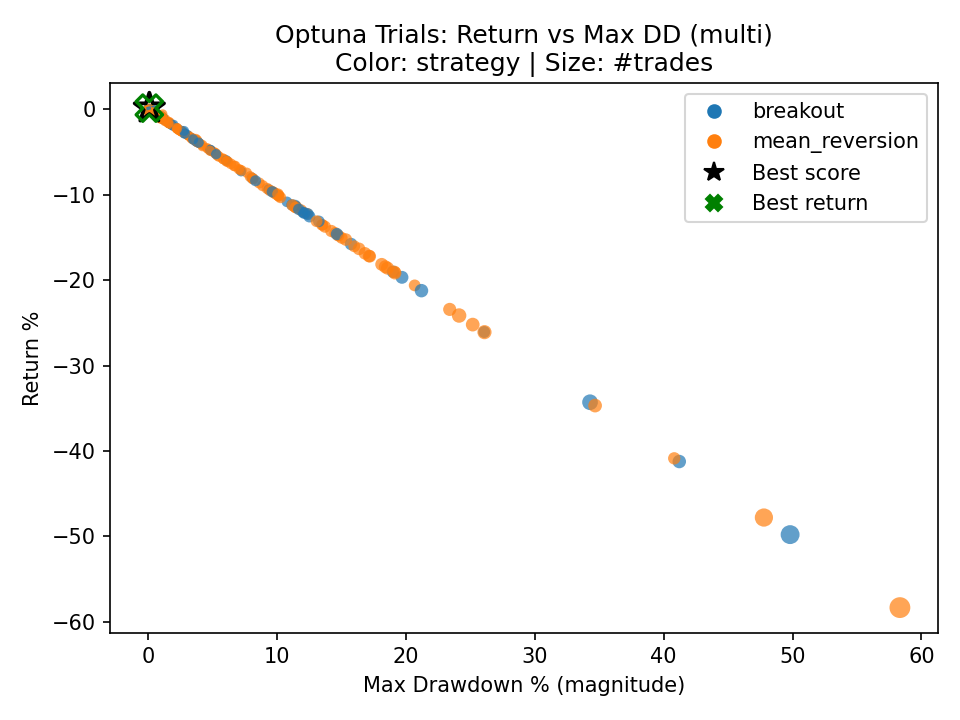 Optuna Trials: Return vs Max DD (multi)
Color: strategy | Size: #trades
breakout
mean_reversion
Best score
Best return
Return %
0
−10
−20
−30
−40
−50
−60
0 10 20 30 40 50 60
Max Drawdown % (magnitude)